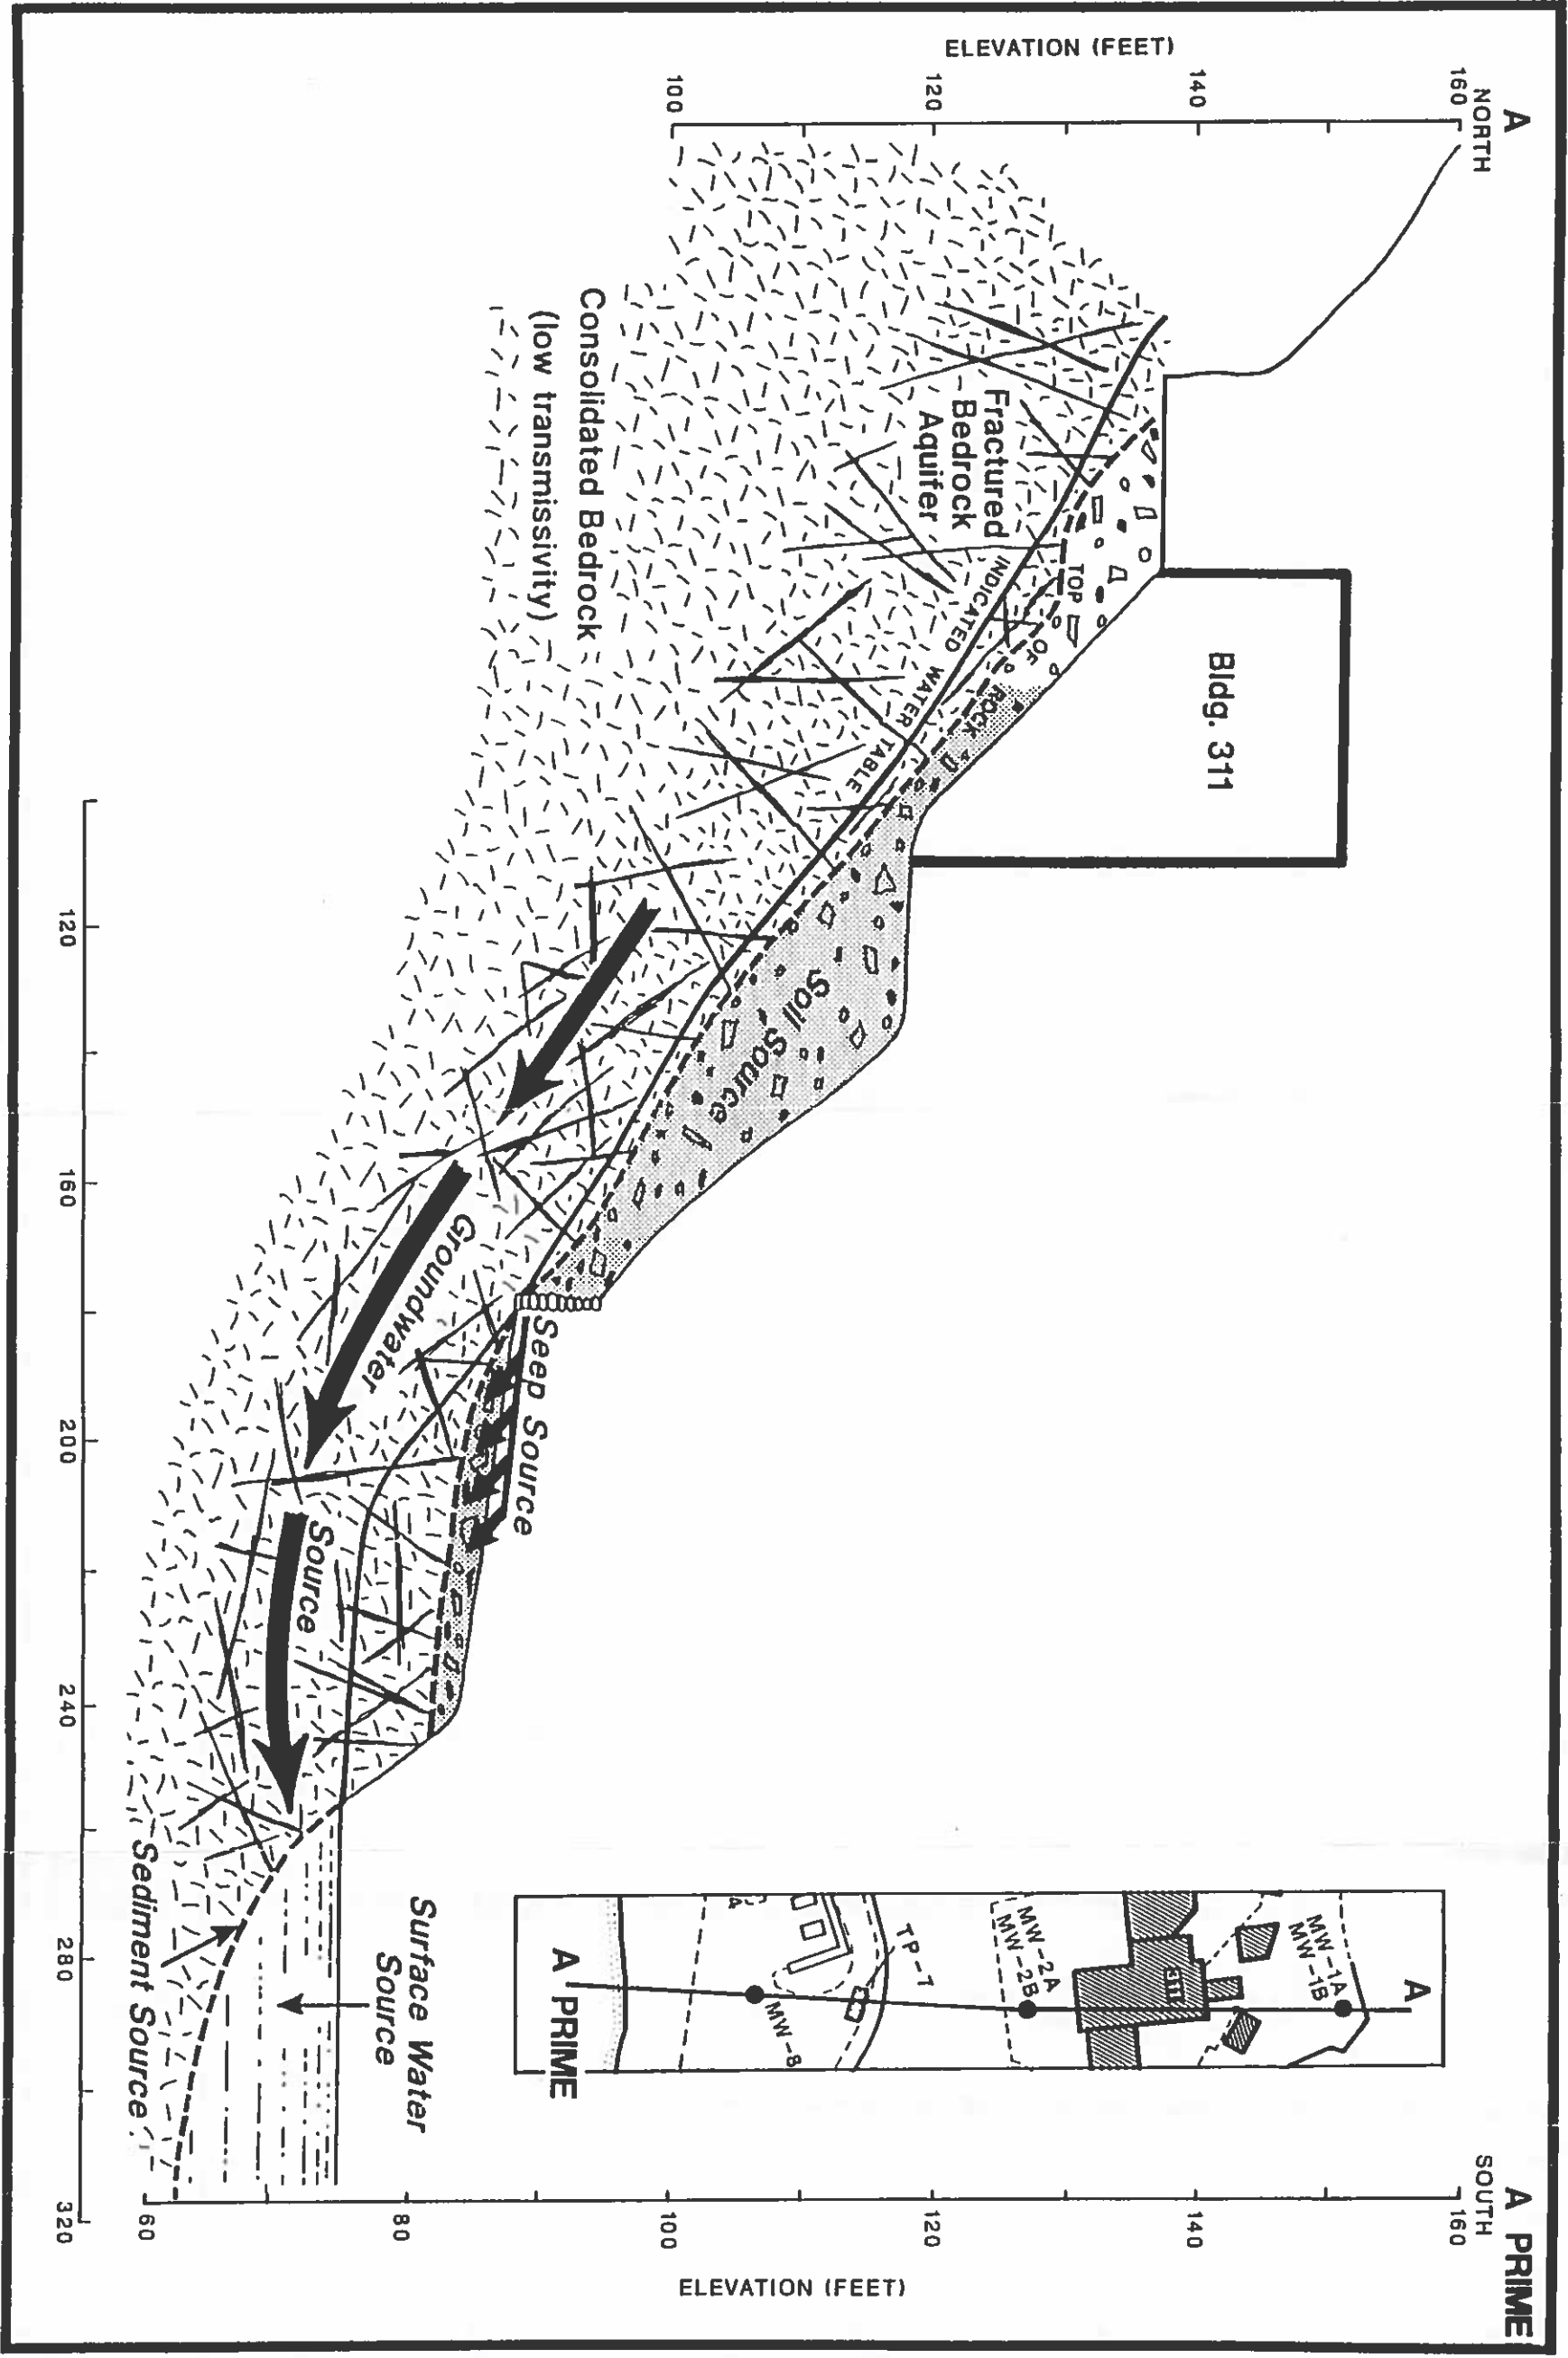 A
NORTH
A PRIME
SOUTH
ELEVATION (FEET)
160
140
120
100
Bldg. 311
Fractured
Bedrock
Aquifer
TOP OF ROCK
INDICATED WATER TABLE
Consolidated Bedrock
(low transmissivity)
Soil Source
Seep Source
Groundwater
Source
Surface Water
Source
Sediment Source
A
MW-1A
MW-1B
311
MW-2A
MW-2B
TP-7
MW-8
A PRIME
160
140
120
100
80
60
ELEVATION (FEET)
120
160
200
240
280
320